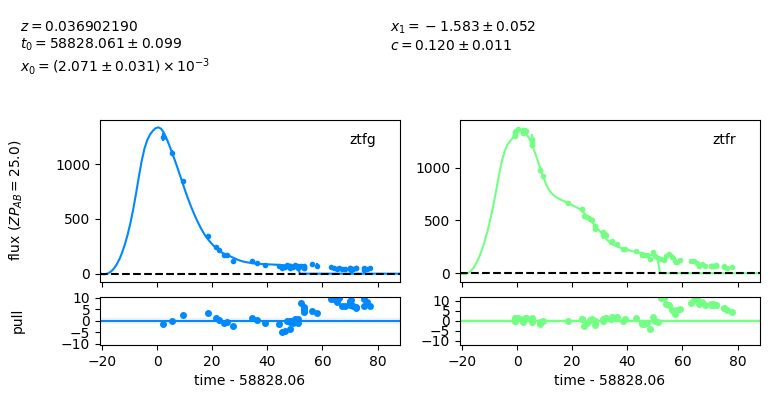 z = 0.036902190
t₀ = 58828.061 ± 0.099
x₀ = (2.071 ± 0.031) × 10⁻³
x₁ = −1.583 ± 0.052
c = 0.120 ± 0.011
flux (ZP_AB = 25.0)
1000
500
0
ztfg
1000
500
0
ztfr
pull
10
5
0
−5
−10
10
5
0
−5
−10
−20 0 20 40 60 80
−20 0 20 40 60 80
time - 58828.06
time - 58828.06